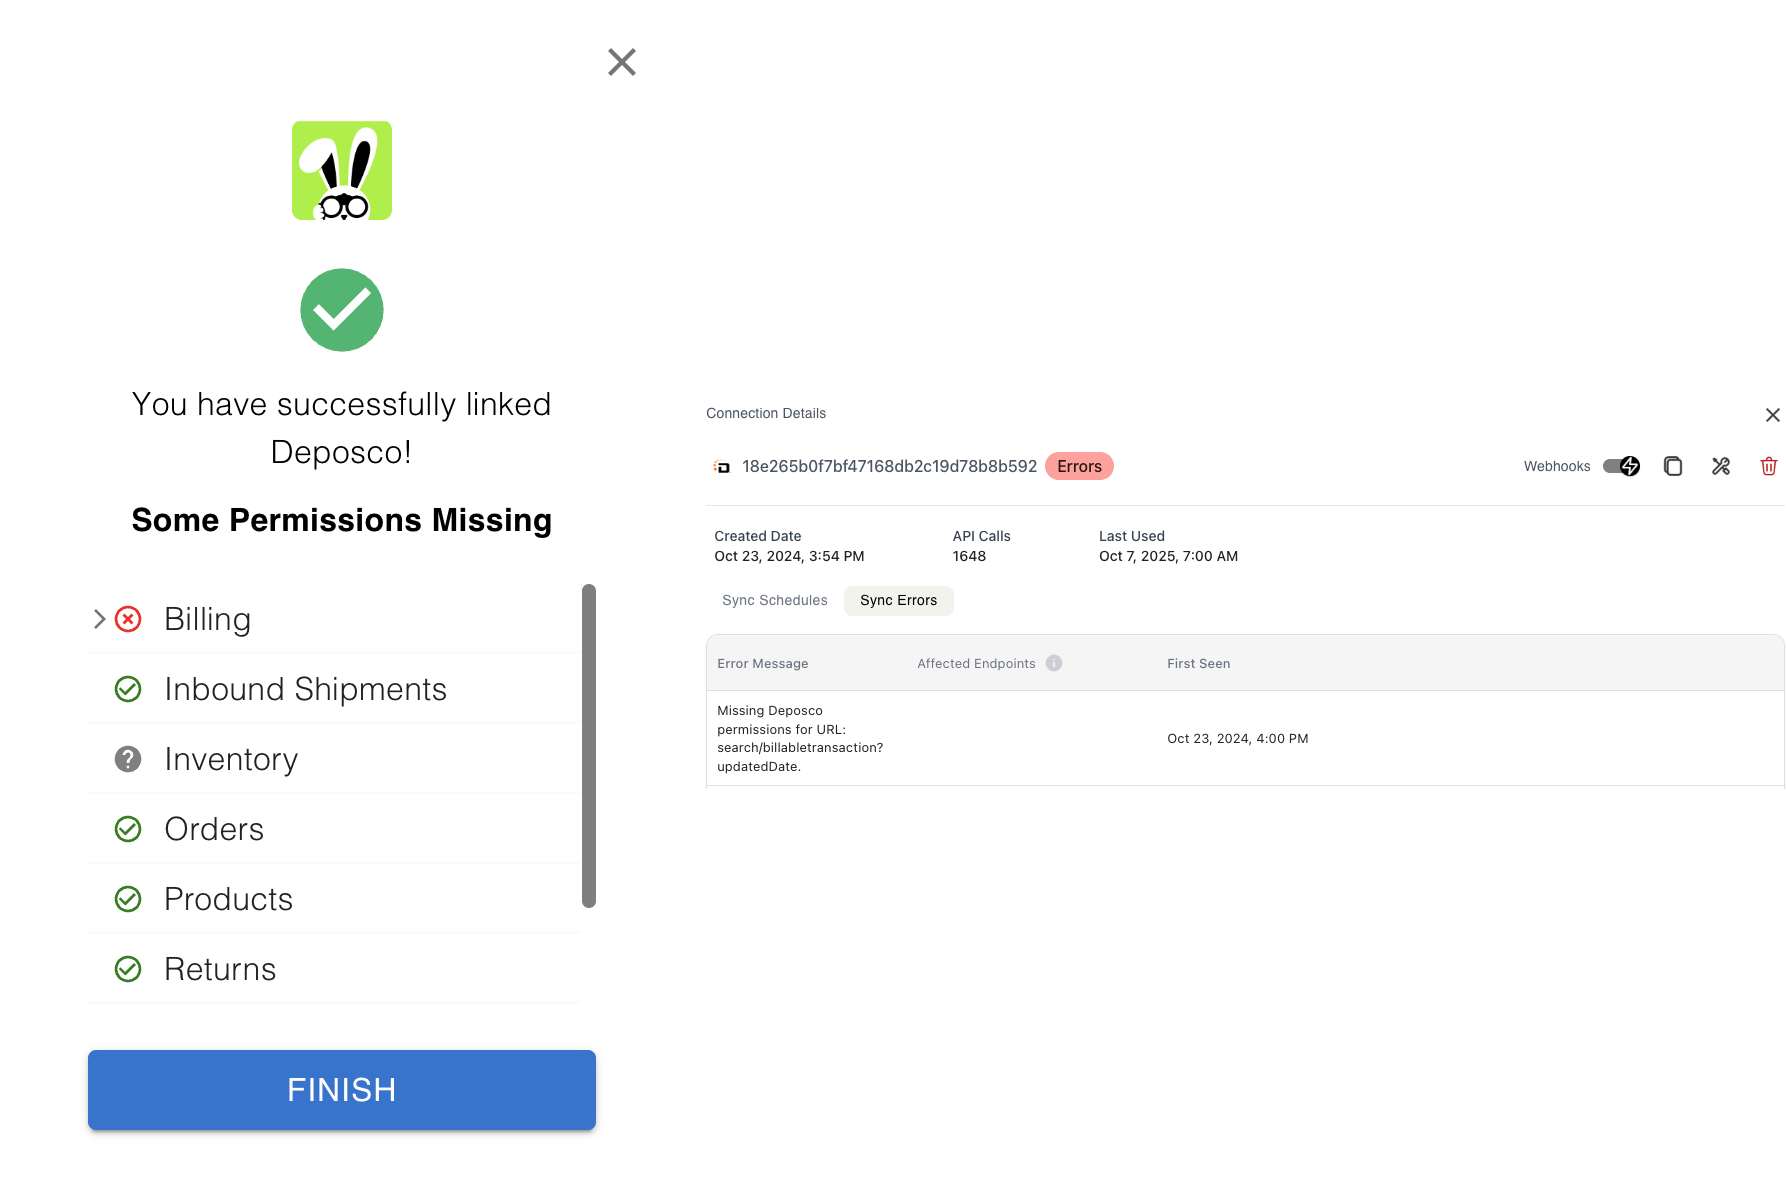 You have successfully linked
Deposco!
Some Permissions Missing
Billing
Inbound Shipments
Inventory
Orders
Products
Returns
FINISH
Connection Details
18e265b0f7bf47168db2c19d78b8b592 Errors Webhooks
Created Date API Calls Last Used
Oct 23, 2024, 3:54 PM 1648 Oct 7, 2025, 7:00 AM
Sync Schedules Sync Errors
Error Message Affected Endpoints First Seen
Missing Deposco
permissions for URL:
search/billabletransaction?
updatedDate.
Oct 23, 2024, 4:00 PM